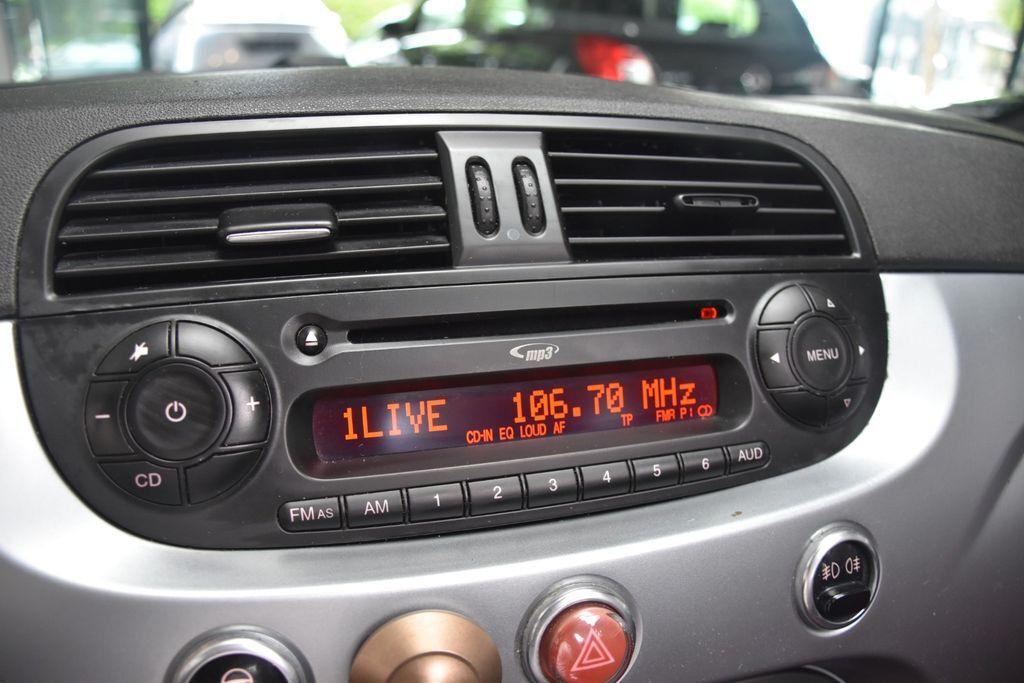 mp3
MENU
1LIVE 106.70 MHz
CD-IN EQ LOUD AF TP FMR P1
− +
CD
FM AS AM 1 2 3 4 5 6 AUD